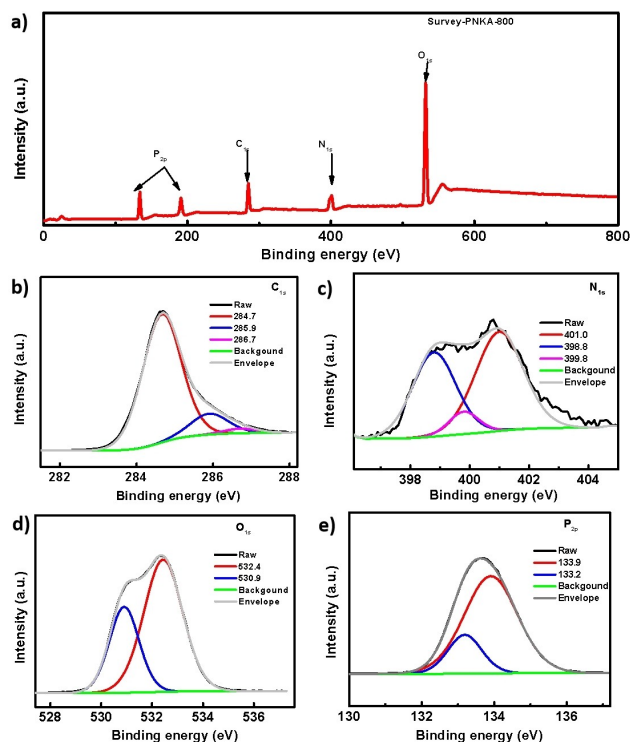 a)
Survey-PNKA-800
O1s
P2p
C1s
N1s
Intensity (a.u.)
0 200 400 600 800
Binding energy (eV)
b)
C1s
Raw
284.7
285.9
286.7
Backgound
Envelope
Intensity (a.u.)
282 284 286 288
Binding energy (eV)
c)
N1s
Raw
401.0
398.8
399.8
Backgound
Envelope
Intensity (a.u.)
398 400 402 404
Binding energy (eV)
d)
O1s
Raw
532.4
530.9
Backgound
Envelope
Intensity (a.u.)
528 530 532 534 536
Binding energy (eV)
e)
P2p
Raw
133.9
133.2
Backgound
Envelope
Intensity (a.u.)
130 132 134 136
Binding energy (eV)